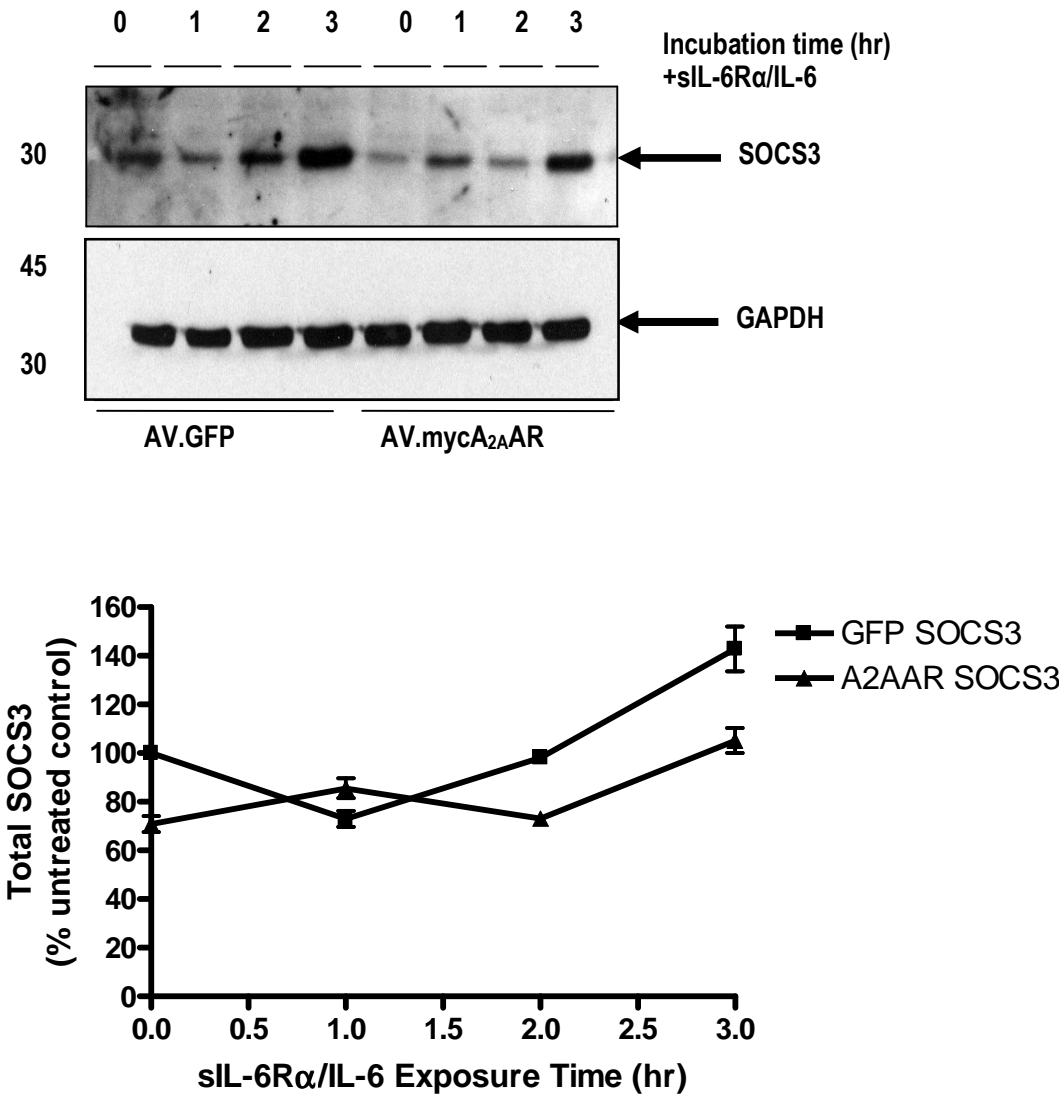 0 1 2 3 0 1 2 3
Incubation time (hr)
+sIL-6Rα/IL-6
30
SOCS3
45
GAPDH
30
AV.GFP
AV.mycA2AAR
160
140
120
100
80
60
40
20
0
Total SOCS3
(% untreated control)
GFP SOCS3
A2AAR SOCS3
0.0 0.5 1.0 1.5 2.0 2.5 3.0
sIL-6Rα/IL-6 Exposure Time (hr)